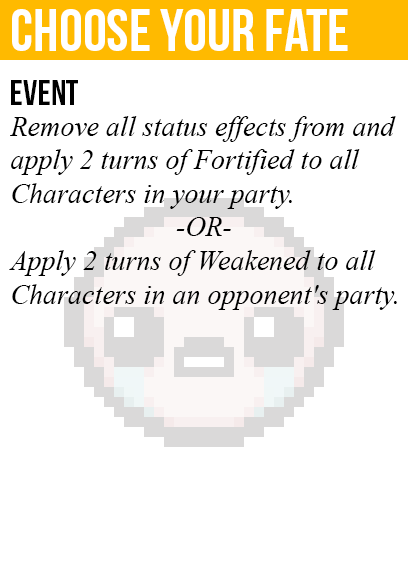 CHOOSE YOUR FATE
EVENT
Remove all status effects from and
apply 2 turns of Fortified to all
Characters in your party.
-OR-
Apply 2 turns of Weakened to all
Characters in an opponent's party.